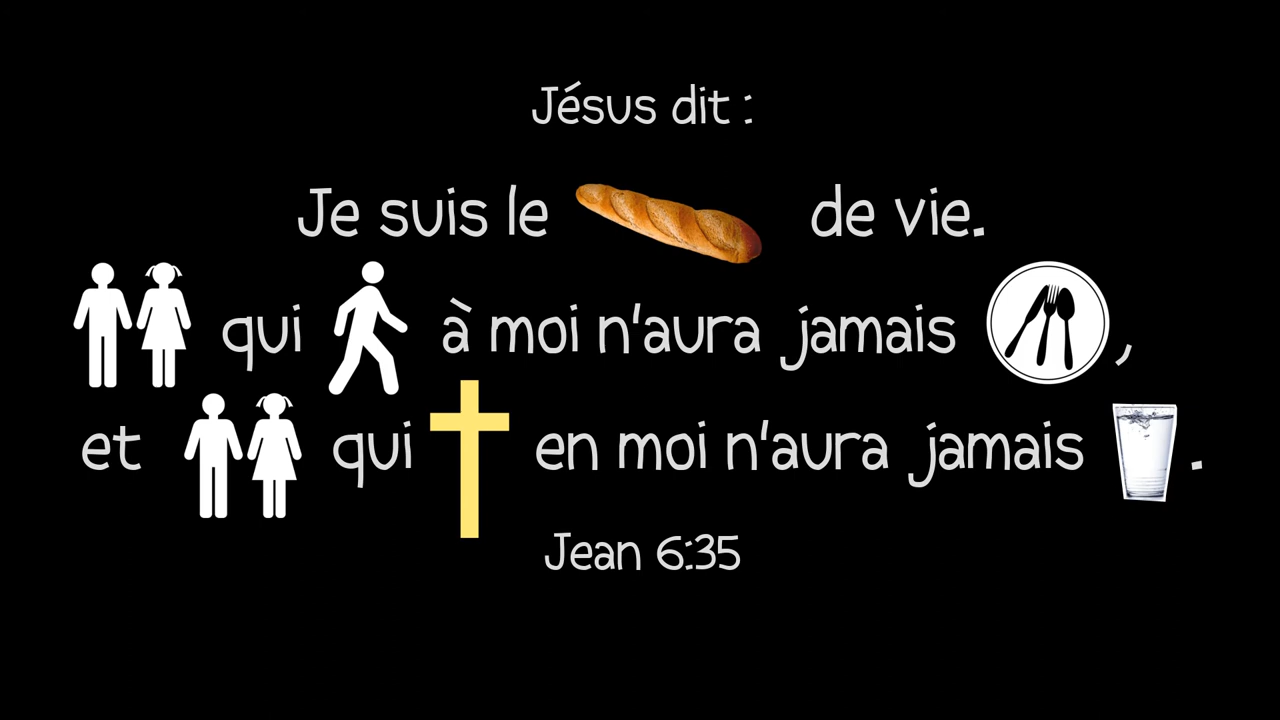 Jésus dit :
Je suis le de vie.
qui à moi n'aura jamais ,
et qui en moi n'aura jamais .
Jean 6:35